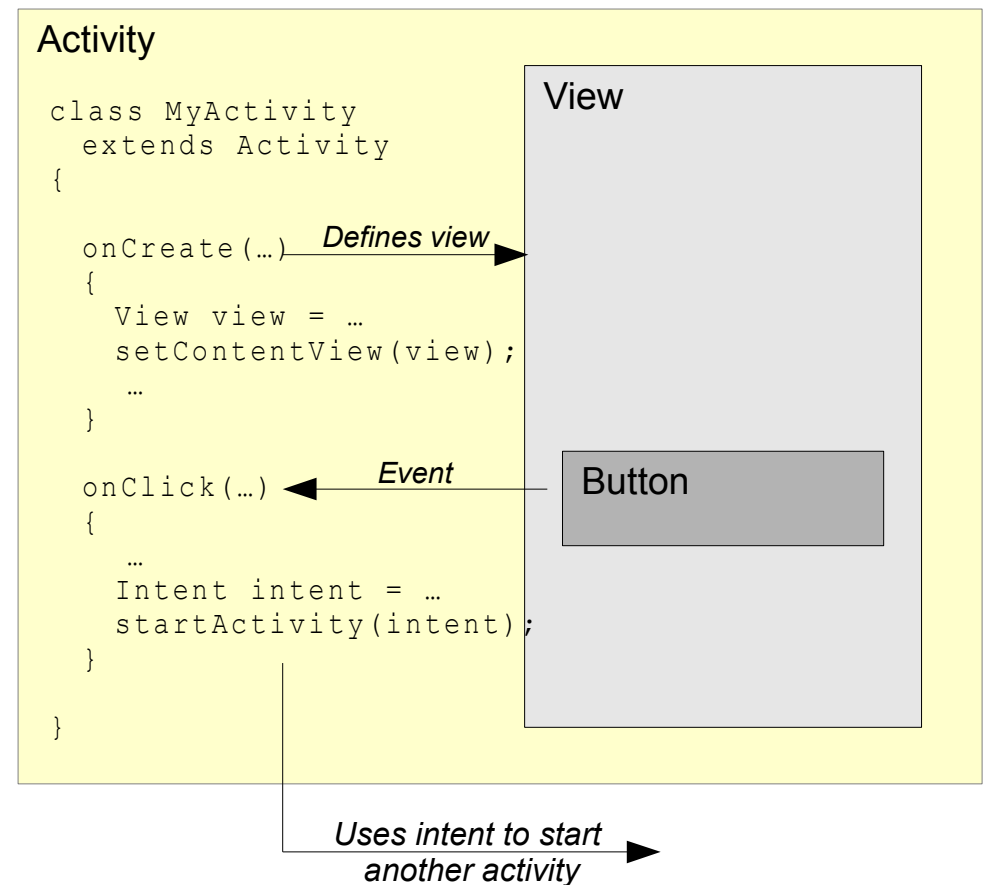 Activity
class MyActivity
extends Activity
{
onCreate(…)
Defines view
{
View view = …
setContentView(view);
…
}
onClick(…)
Event
{
…
Intent intent = …
startActivity(intent);
}
}
View
Button
Uses intent to start
another activity